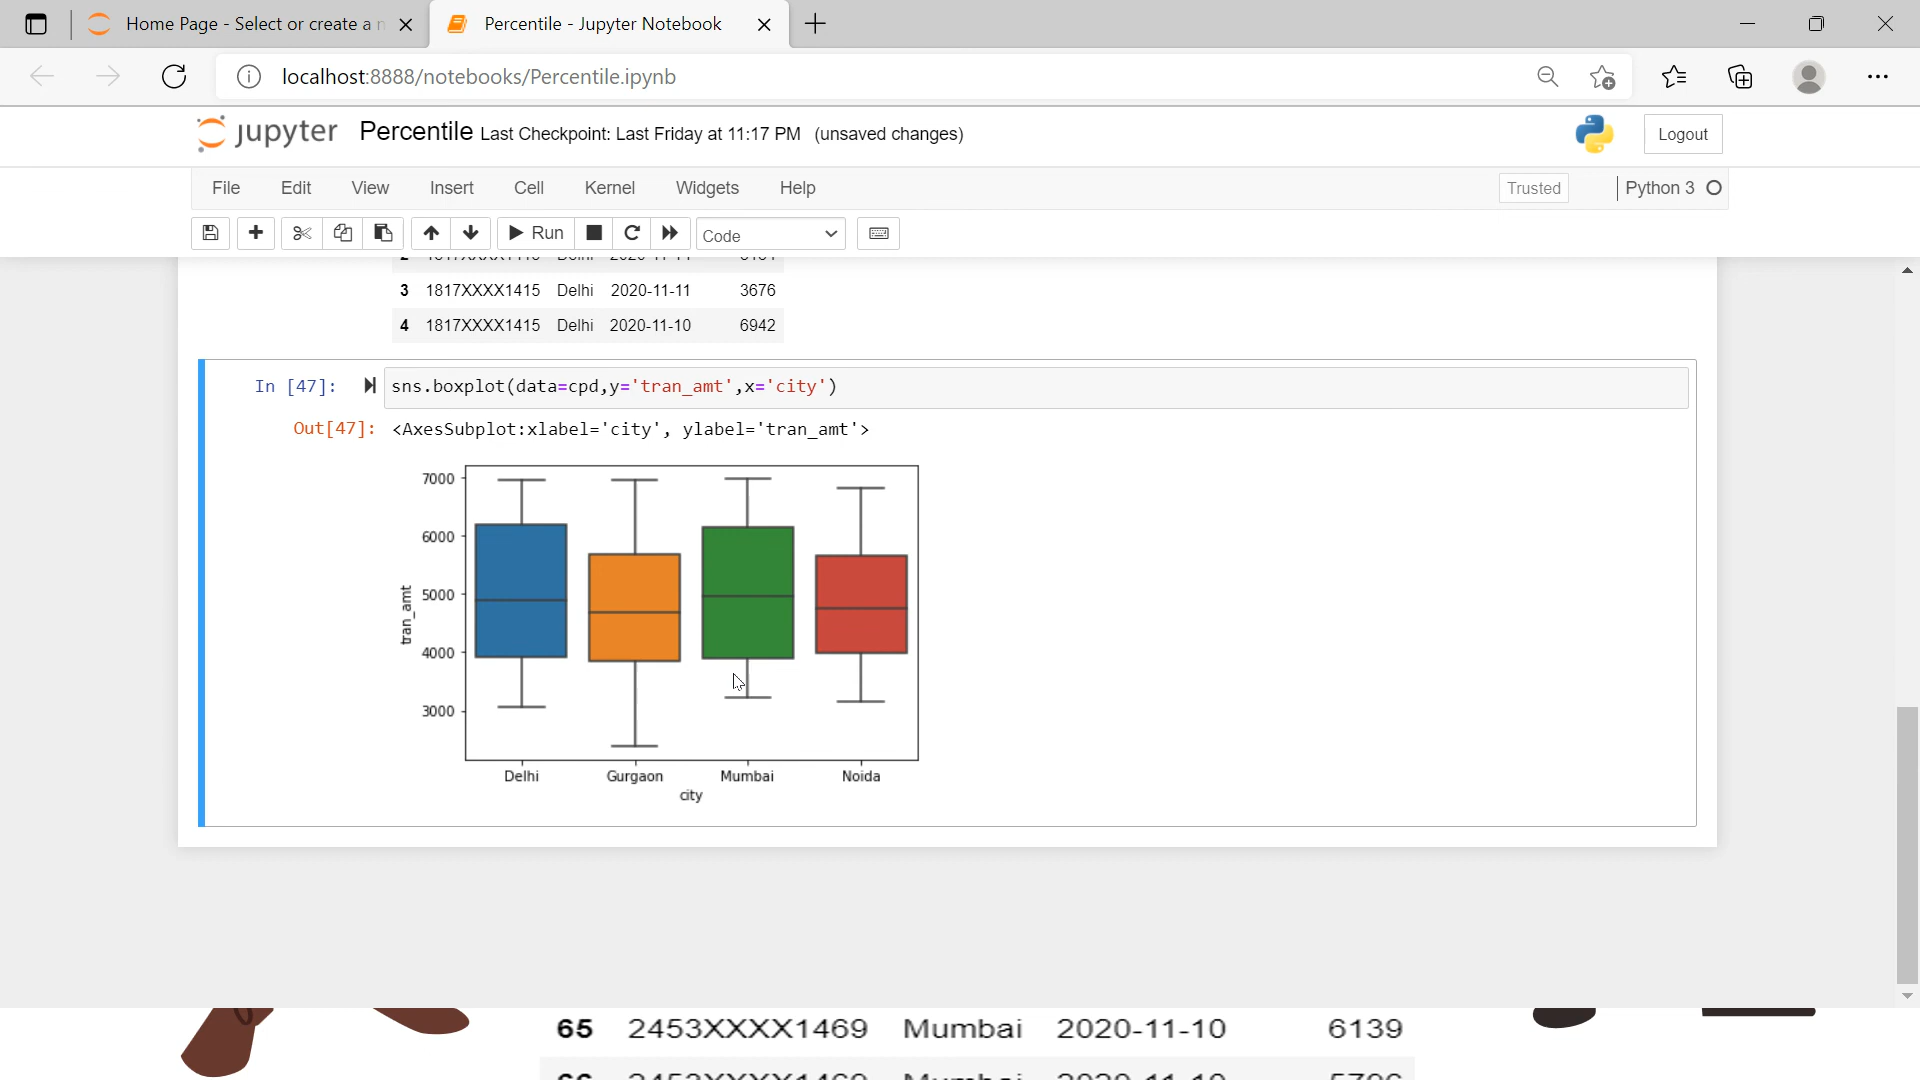 Home Page - Select or create a
Percentile - Jupyter Notebook
localhost:8888/notebooks/Percentile.ipynb
jupyter Percentile Last Checkpoint: Last Friday at 11:17 PM (unsaved changes)
Logout
File Edit View Insert Cell Kernel Widgets Help
Trusted Python 3
Run Code
3 1817XXXX1415 Delhi 2020-11-11 3676
4 1817XXXX1415 Delhi 2020-11-10 6942
In [47]: sns.boxplot(data=cpd,y='tran_amt',x='city')
Out[47]: <AxesSubplot:xlabel='city', ylabel='tran_amt'>
7000
6000
5000
4000
3000
tran_amt
Delhi Gurgaon Mumbai Noida
city
65 2453XXXX1469 Mumbai 2020-11-10 6139